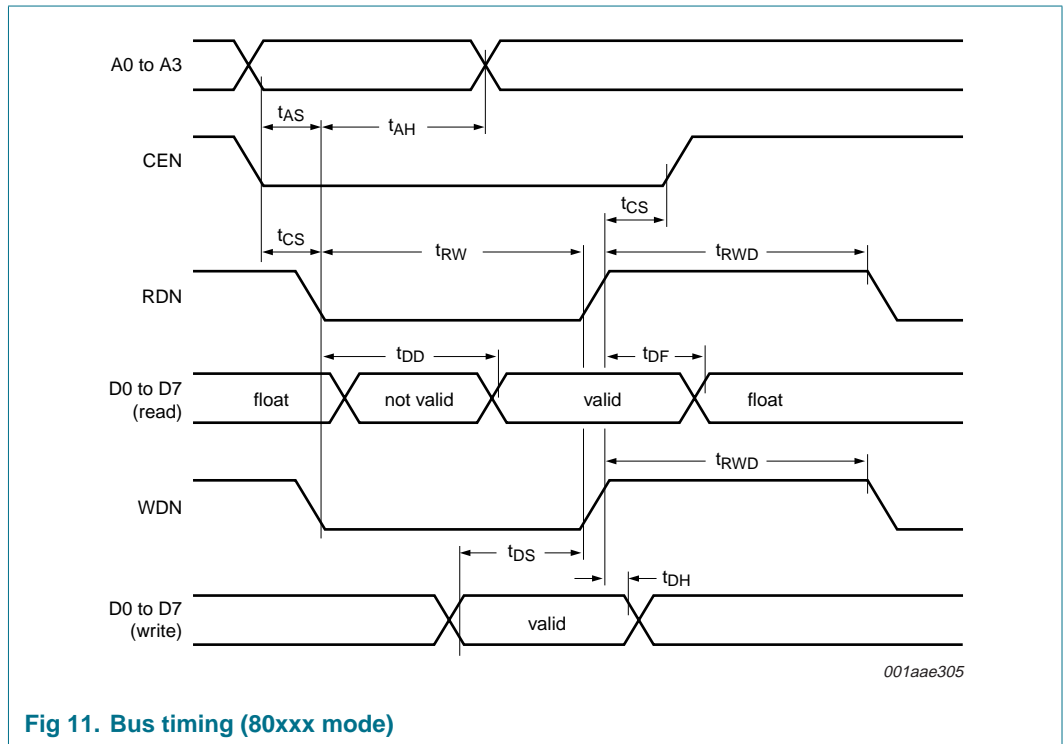 A0 to A3
tAS
tAH
CEN
tCS
tCS
tRW
tRWD
RDN
tDD
tDF
D0 to D7
(read)
float
not valid
valid
float
tRWD
WDN
tDS
tDH
D0 to D7
(write)
valid
001aae305
Fig 11. Bus timing (80xxx mode)